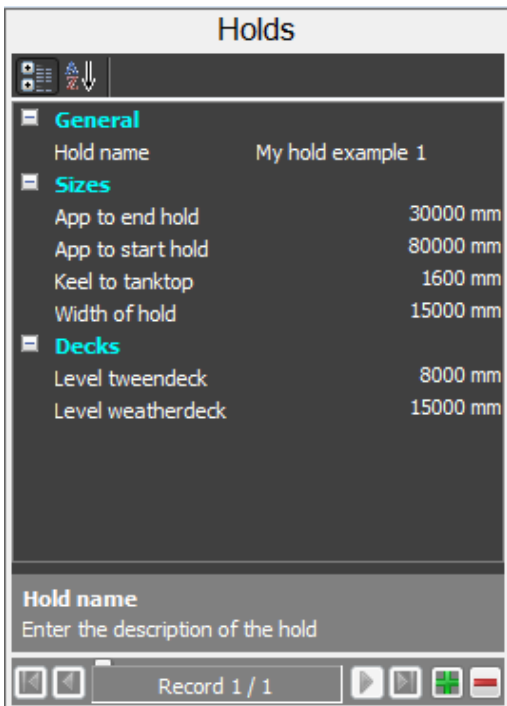 Holds
General
Hold name My hold example 1
Sizes
App to end hold 30000 mm
App to start hold 80000 mm
Keel to tanktop 1600 mm
Width of hold 15000 mm
Decks
Level tweendeck 8000 mm
Level weatherdeck 15000 mm
Hold name
Enter the description of the hold
Record 1 / 1